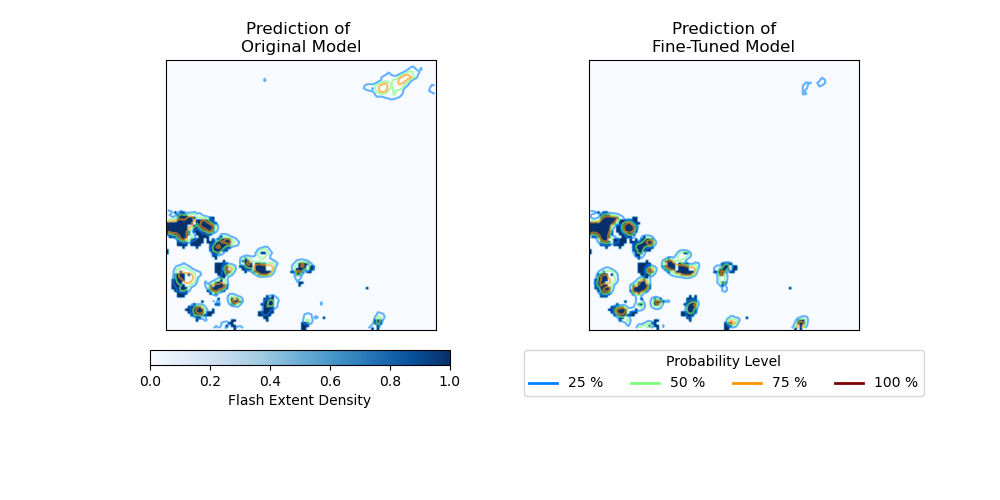 Prediction of
Original Model
Prediction of
Fine-Tuned Model
0.0 0.2 0.4 0.6 0.8 1.0
Flash Extent Density
Probability Level
25 % 50 % 75 % 100 %